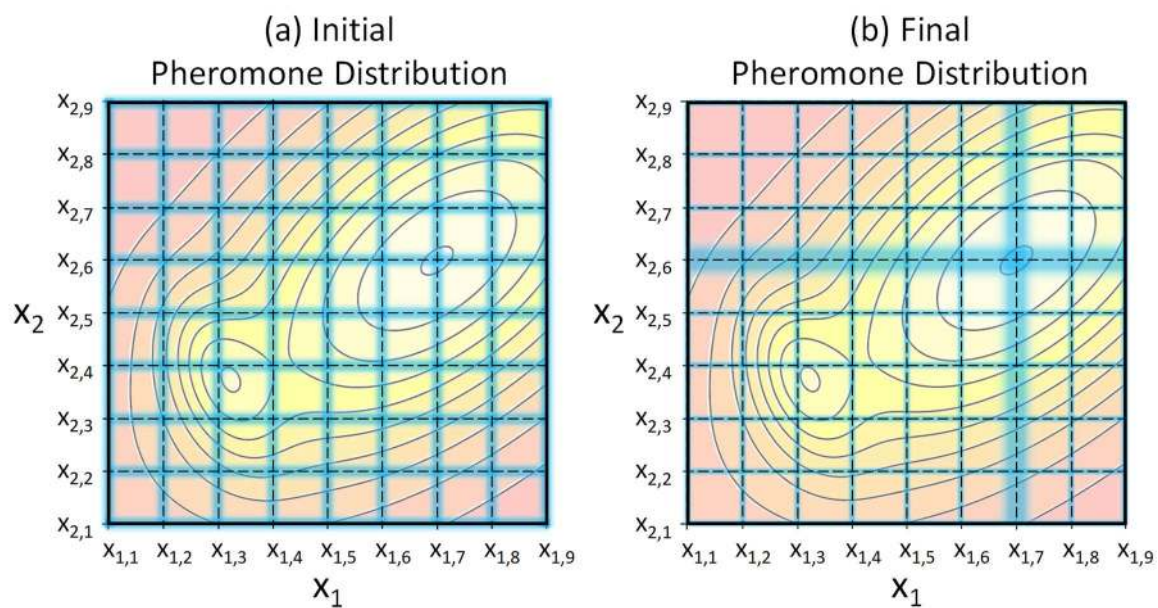 (a) Initial
Pheromone Distribution
x2,9
x2,8
x2,7
x2,6
x2,5
x2,4
x2,3
x2,2
x2,1
x2
x1,1 x1,2 x1,3 x1,4 x1,5 x1,6 x1,7 x1,8 x1,9
x1
(b) Final
Pheromone Distribution
x2,9
x2,8
x2,7
x2,6
x2,5
x2,4
x2,3
x2,2
x2,1
x2
x1,1 x1,2 x1,3 x1,4 x1,5 x1,6 x1,7 x1,8 x1,9
x1